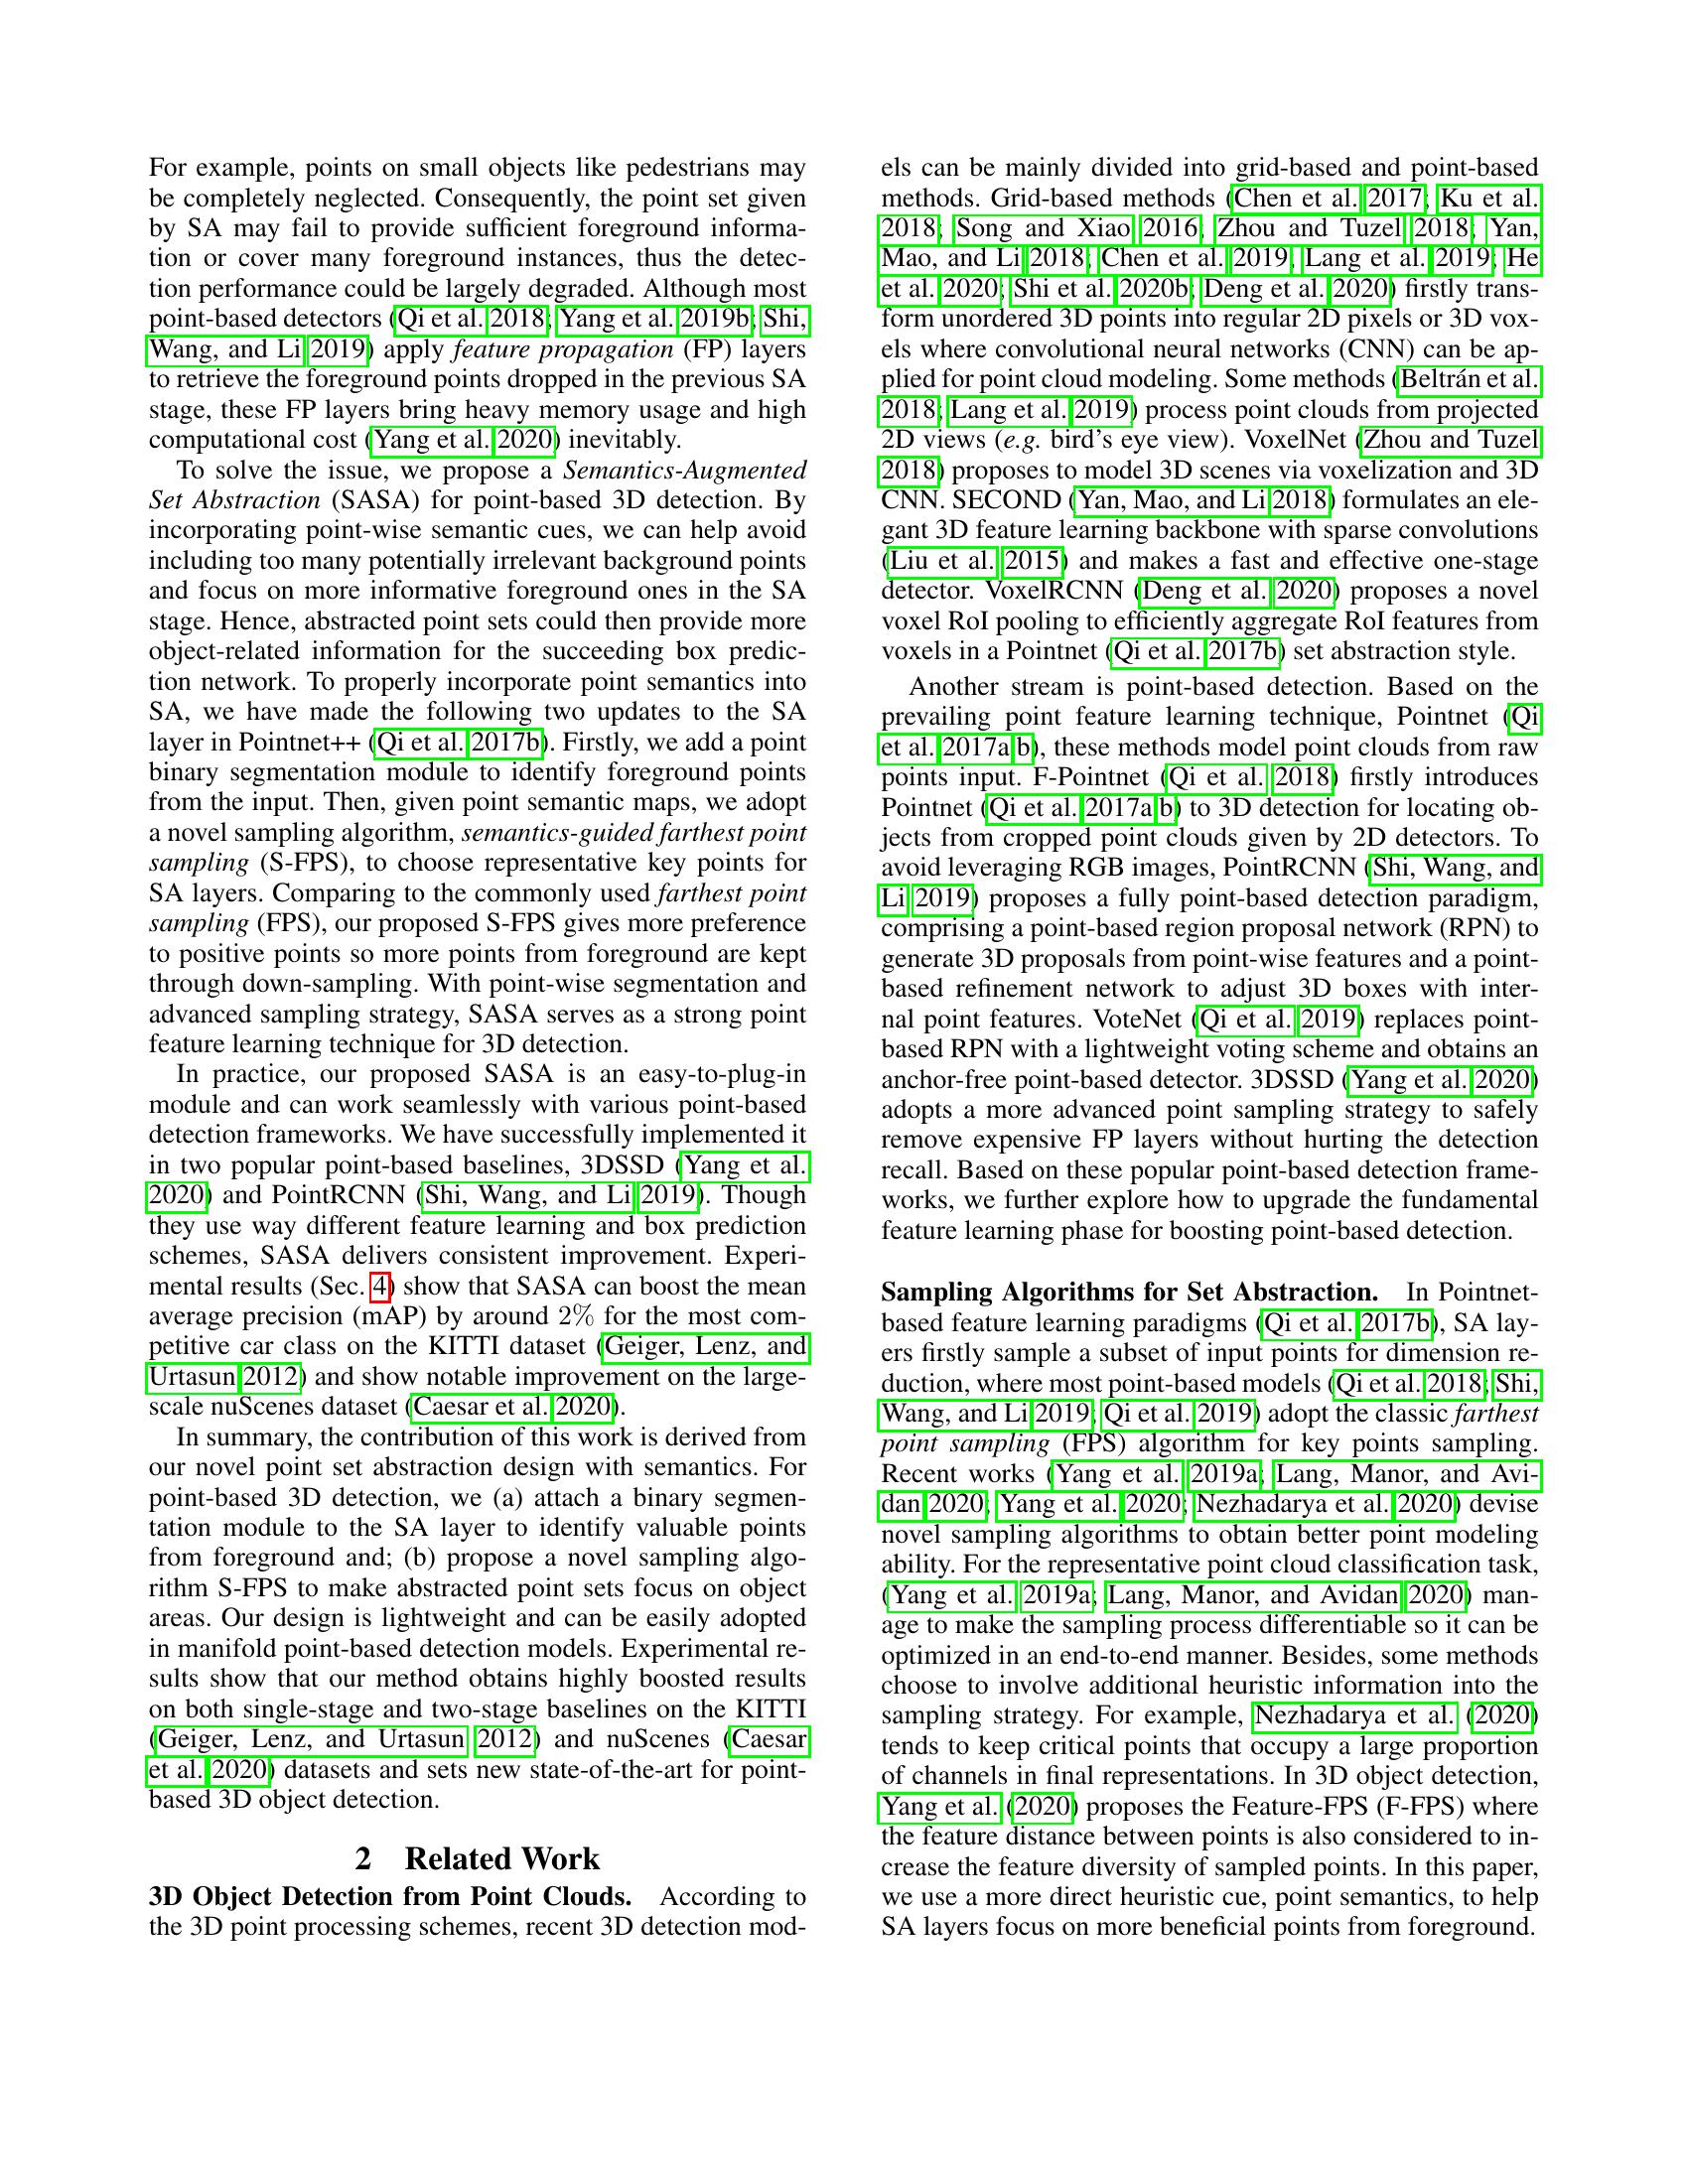 For example, points on small objects like pedestrians may
be completely neglected. Consequently, the point set given
by SA may fail to provide sufficient foreground informa-
tion or cover many foreground instances, thus the detec-
tion performance could be largely degraded. Although most
point-based detectors (Qi et al. 2018; Yang et al. 2019b; Shi,
Wang, and Li 2019) apply feature propagation (FP) layers
to retrieve the foreground points dropped in the previous SA
stage, these FP layers bring heavy memory usage and high
computational cost (Yang et al. 2020) inevitably.
To solve the issue, we propose a Semantics-Augmented
Set Abstraction (SASA) for point-based 3D detection. By
incorporating point-wise semantic cues, we can help avoid
including too many potentially irrelevant background points
and focus on more informative foreground ones in the SA
stage. Hence, abstracted point sets could then provide more
object-related information for the succeeding box predic-
tion network. To properly incorporate point semantics into
SA, we have made the following two updates to the SA
layer in Pointnet++ (Qi et al. 2017b). Firstly, we add a point
binary segmentation module to identify foreground points
from the input. Then, given point semantic maps, we adopt
a novel sampling algorithm, semantics-guided farthest point
sampling (S-FPS), to choose representative key points for
SA layers. Comparing to the commonly used farthest point
sampling (FPS), our proposed S-FPS gives more preference
to positive points so more points from foreground are kept
through down-sampling. With point-wise segmentation and
advanced sampling strategy, SASA serves as a strong point
feature learning technique for 3D detection.
In practice, our proposed SASA is an easy-to-plug-in
module and can work seamlessly with various point-based
detection frameworks. We have successfully implemented it
in two popular point-based baselines, 3DSSD (Yang et al.
2020) and PointRCNN (Shi, Wang, and Li 2019). Though
they use way different feature learning and box prediction
schemes, SASA delivers consistent improvement. Experi-
mental results (Sec. 4) show that SASA can boost the mean
average precision (mAP) by around 2% for the most com-
petitive car class on the KITTI dataset (Geiger, Lenz, and
Urtasun 2012) and show notable improvement on the large-
scale nuScenes dataset (Caesar et al. 2020).
In summary, the contribution of this work is derived from
our novel point set abstraction design with semantics. For
point-based 3D detection, we (a) attach a binary segmen-
tation module to the SA layer to identify valuable points
from foreground and; (b) propose a novel sampling algo-
rithm S-FPS to make abstracted point sets focus on object
areas. Our design is lightweight and can be easily adopted
in manifold point-based detection models. Experimental re-
sults show that our method obtains highly boosted results
on both single-stage and two-stage baselines on the KITTI
(Geiger, Lenz, and Urtasun 2012) and nuScenes (Caesar
et al. 2020) datasets and sets new state-of-the-art for point-
based 3D object detection.
2 Related Work
3D Object Detection from Point Clouds. According to
the 3D point processing schemes, recent 3D detection mod-
els can be mainly divided into grid-based and point-based
methods. Grid-based methods (Chen et al. 2017; Ku et al.
2018; Song and Xiao 2016; Zhou and Tuzel 2018; Yan,
Mao, and Li 2018; Chen et al. 2019; Lang et al. 2019; He
et al. 2020; Shi et al. 2020b; Deng et al. 2020) firstly trans-
form unordered 3D points into regular 2D pixels or 3D vox-
els where convolutional neural networks (CNN) can be ap-
plied for point cloud modeling. Some methods (Beltrán et al.
2018; Lang et al. 2019) process point clouds from projected
2D views (e.g. bird's eye view). VoxelNet (Zhou and Tuzel
2018) proposes to model 3D scenes via voxelization and 3D
CNN. SECOND (Yan, Mao, and Li 2018) formulates an ele-
gant 3D feature learning backbone with sparse convolutions
(Liu et al. 2015) and makes a fast and effective one-stage
detector. VoxelRCNN (Deng et al. 2020) proposes a novel
voxel RoI pooling to efficiently aggregate RoI features from
voxels in a Pointnet (Qi et al. 2017b) set abstraction style.
Another stream is point-based detection. Based on the
prevailing point feature learning technique, Pointnet (Qi
et al. 2017a,b), these methods model point clouds from raw
points input. F-Pointnet (Qi et al. 2018) firstly introduces
Pointnet (Qi et al. 2017a,b) to 3D detection for locating ob-
jects from cropped point clouds given by 2D detectors. To
avoid leveraging RGB images, PointRCNN (Shi, Wang, and
Li 2019) proposes a fully point-based detection paradigm,
comprising a point-based region proposal network (RPN) to
generate 3D proposals from point-wise features and a point-
based refinement network to adjust 3D boxes with inter-
nal point features. VoteNet (Qi et al. 2019) replaces point-
based RPN with a lightweight voting scheme and obtains an
anchor-free point-based detector. 3DSSD (Yang et al. 2020)
adopts a more advanced point sampling strategy to safely
remove expensive FP layers without hurting the detection
recall. Based on these popular point-based detection frame-
works, we further explore how to upgrade the fundamental
feature learning phase for boosting point-based detection.
Sampling Algorithms for Set Abstraction. In Pointnet-
based feature learning paradigms (Qi et al. 2017b), SA lay-
ers firstly sample a subset of input points for dimension re-
duction, where most point-based models (Qi et al. 2018; Shi,
Wang, and Li 2019; Qi et al. 2019) adopt the classic farthest
point sampling (FPS) algorithm for key points sampling.
Recent works (Yang et al. 2019a; Lang, Manor, and Avi-
dan 2020; Yang et al. 2020; Nezhadarya et al. 2020) devise
novel sampling algorithms to obtain better point modeling
ability. For the representative point cloud classification task,
(Yang et al. 2019a; Lang, Manor, and Avidan 2020) man-
age to make the sampling process differentiable so it can be
optimized in an end-to-end manner. Besides, some methods
choose to involve additional heuristic information into the
sampling strategy. For example, Nezhadarya et al. (2020)
tends to keep critical points that occupy a large proportion
of channels in final representations. In 3D object detection,
Yang et al. (2020) proposes the Feature-FPS (F-FPS) where
the feature distance between points is also considered to in-
crease the feature diversity of sampled points. In this paper,
we use a more direct heuristic cue, point semantics, to help
SA layers focus on more beneficial points from foreground.